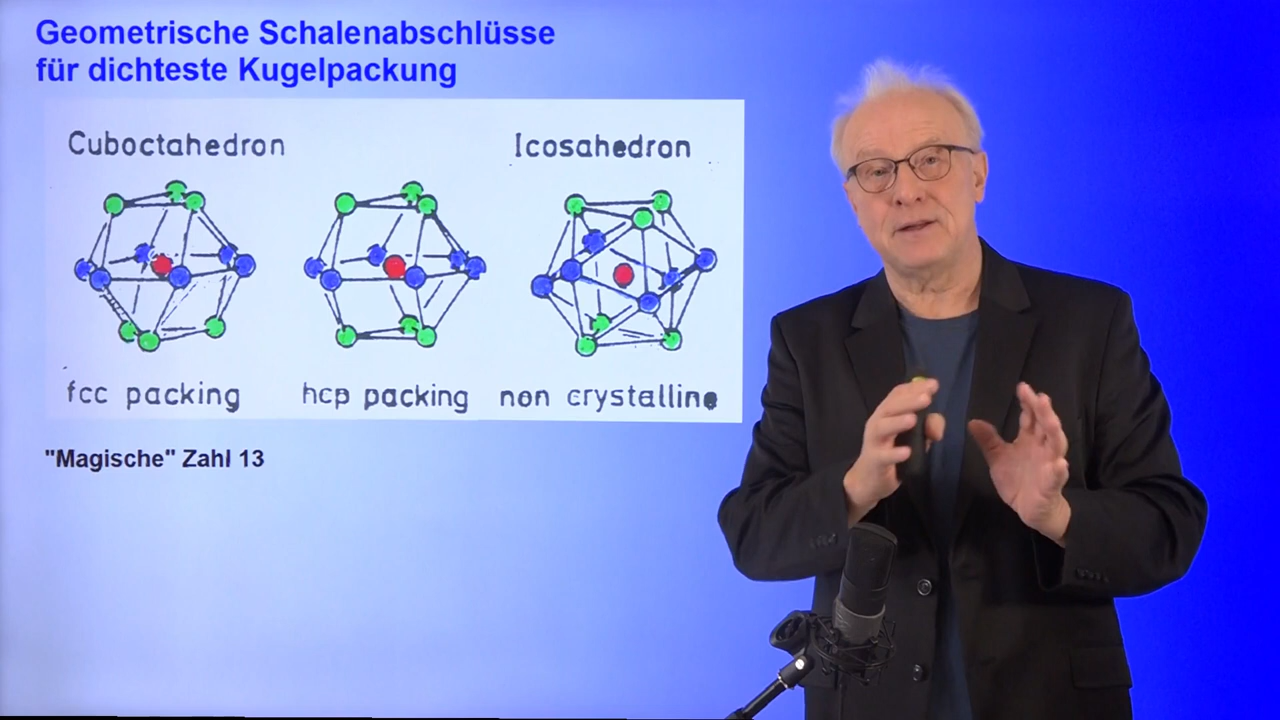 Geometrische Schalenabschlüsse
für dichteste Kugelpackung
Cuboctahedron
Icosahedron
fcc packing
hcp packing
non crystalline
"Magische" Zahl 13